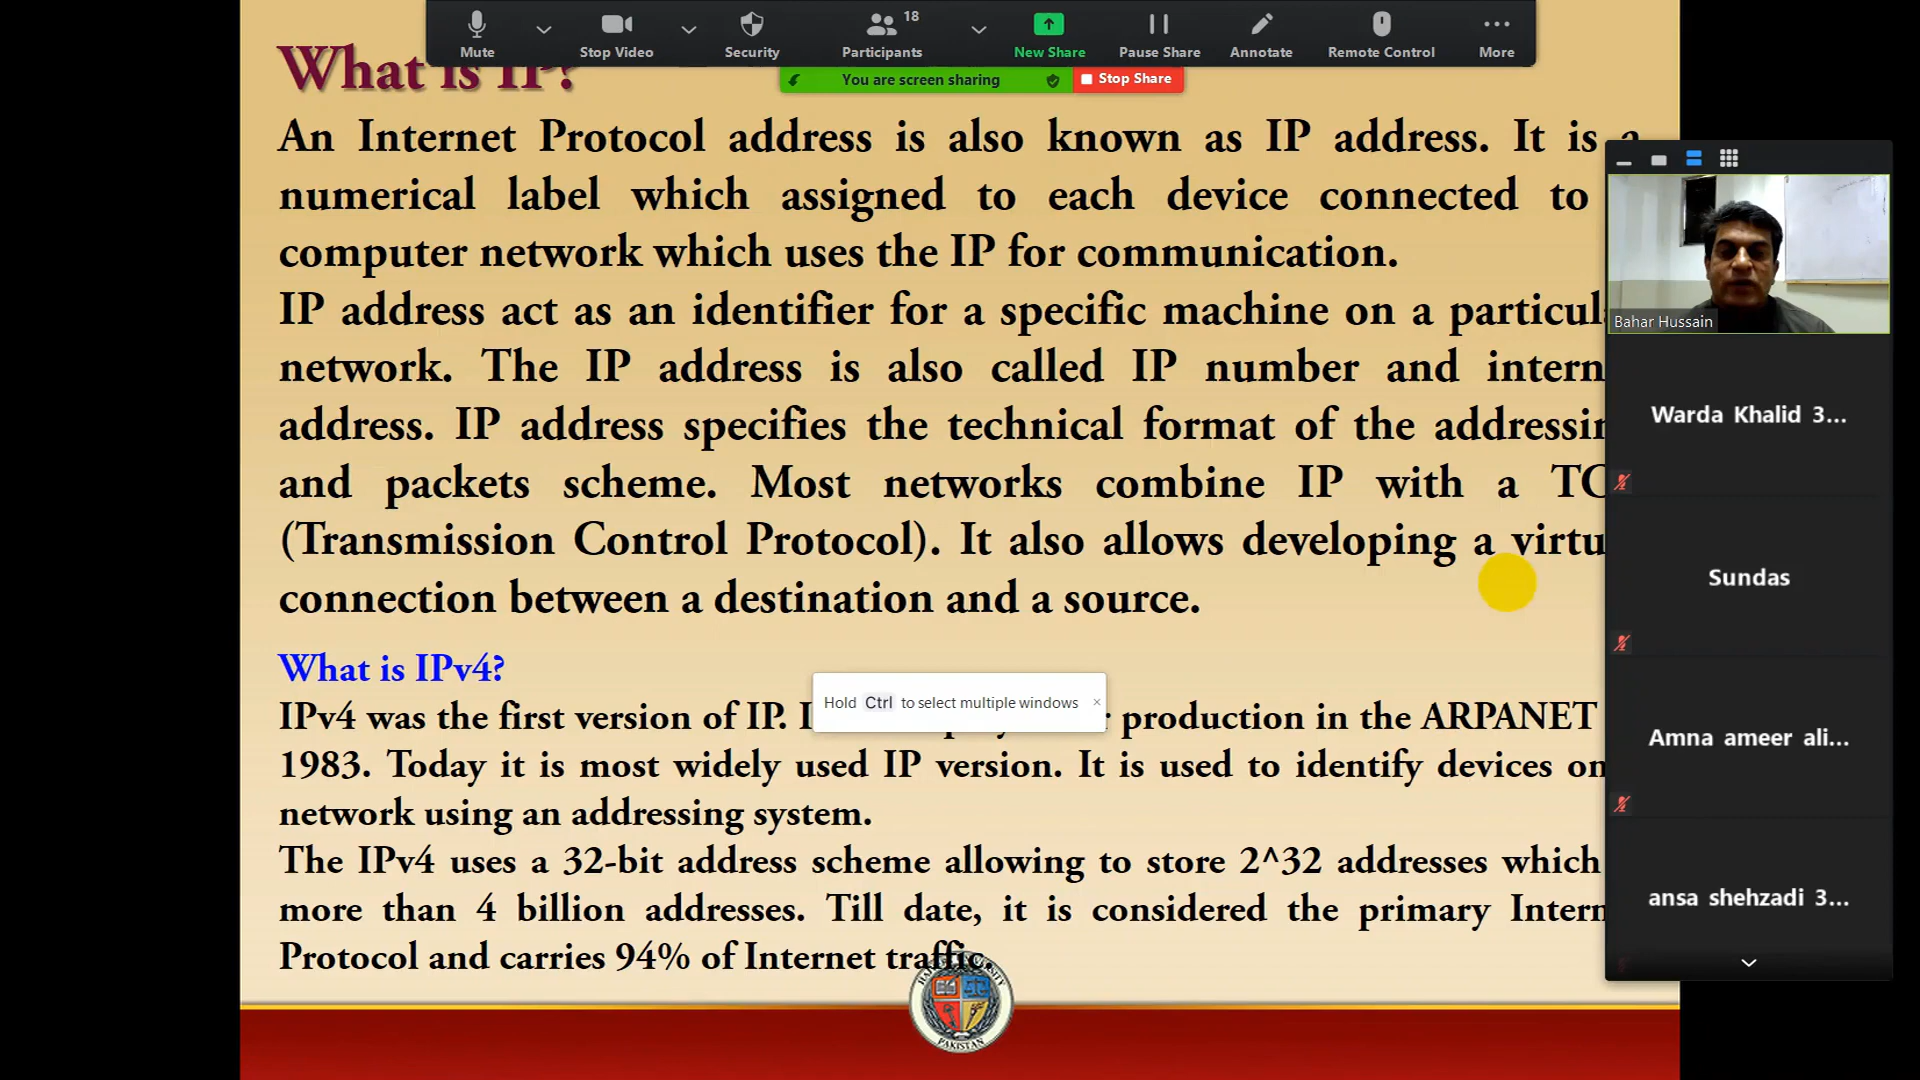 Mute
Stop Video
Security
Participants
18
New Share
Pause Share
Annotate
Remote Control
More
You are screen sharing
Stop Share
What is IP?
An Internet Protocol address is also known as IP address. It is a
numerical label which assigned to each device connected to
computer network which uses the IP for communication.
IP address act as an identifier for a specific machine on a particul
network. The IP address is also called IP number and intern
address. IP address specifies the technical format of the addressin
and packets scheme. Most networks combine IP with a TC
(Transmission Control Protocol). It also allows developing a virtu
connection between a destination and a source.
What is IPv4?
IPv4 was the first version of IP. production in the ARPANET
1983. Today it is most widely used IP version. It is used to identify devices on
network using an addressing system.
The IPv4 uses a 32-bit address scheme allowing to store 2^32 addresses which
more than 4 billion addresses. Till date, it is considered the primary Intern
Protocol and carries 94% of Internet traffic.
Hold Ctrl to select multiple windows
Bahar Hussain
Warda Khalid 3...
Sundas
Amna ameer ali...
ansa shehzadi 3...
PAKISTAN